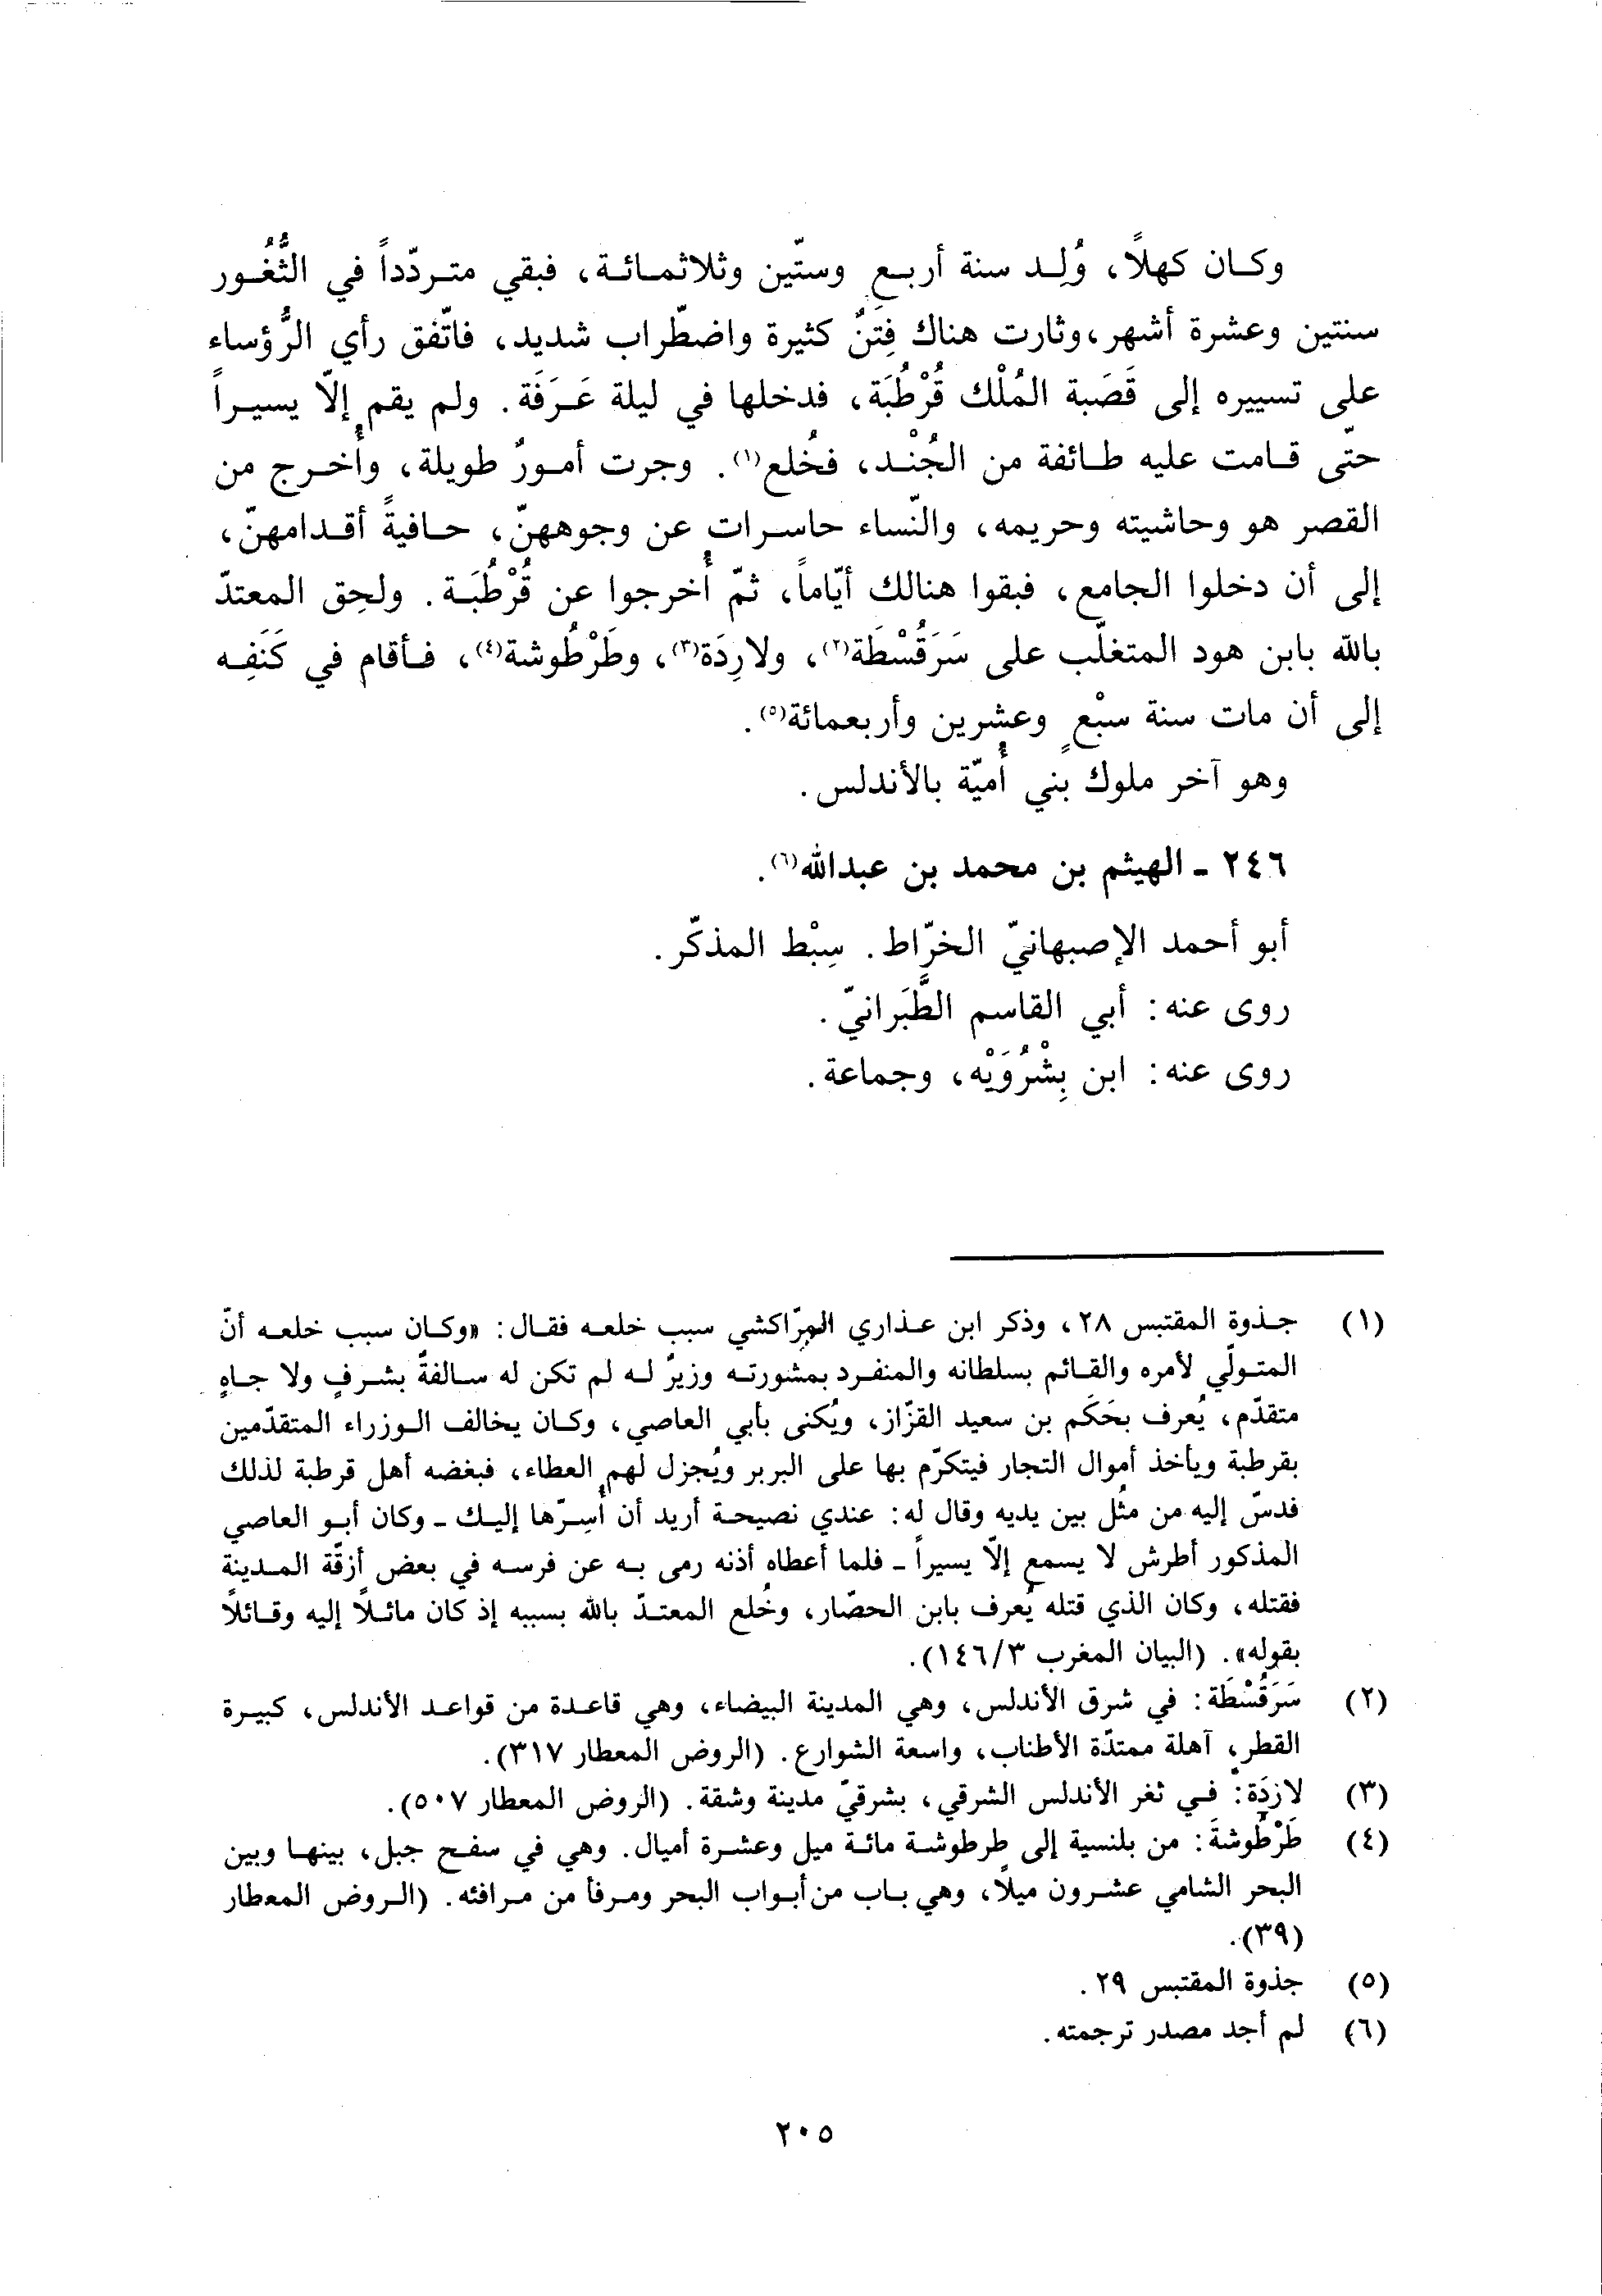 وكان كهلًا، وُلِد سنة أربعٍ وستّين وثلاثمائة، فبقي متردّداً في الثُّغُور
سنتين وعشرة أشهر، وثارت هناك فِتَنٌ كثيرة واضطّراب شديد، فاتّفق رأي الرُّؤساء
على تسييره إلى قَصَبة المُلْك قُرْطُبَة، فدخلها في ليلة عَرَفَة. ولم يقم إلّا يسيراً
حتّى قامت عليه طائفة من الجُنْد، فخُلع(١). وجرت أمورٌ طويلة، وأُخرج من
القصر هو وحاشيته وحريمه، والنّساء حاسرات عن وجوههنّ، حافيةً أقدامهنّ،
إلى أن دخلوا الجامع، فبقوا هنالك أيّاماً، ثمّ أُخرجوا عن قُرْطُبَة. ولحِق المعتدّ
بالله بابن هود المتغلّب على سَرَقُسْطَة(٢)، ولارِدَة(٣)، وطَرْطُوشة(٤)، فأقام في كَنَفِه
إلى أن مات سنة سبْعٍ وعشرين وأربعمائة(٥).
وهو آخر ملوك بني أُميّة بالأندلس.
٢٤٦ - الهيثم بن محمد بن عبدالله(٦).
أبو أحمد الإصبهانيّ الخرّاط. سِبْط المذكّر.
روى عنه: أبي القاسم الطَّبَرانيّ.
روى عنه: ابن بِشْرُوَيْه، وجماعة.
(١) جذوة المقتبس ٢٨، وذكر ابن عذاري المرّاكشي سبب خلعه فقال: «وكان سبب خلعه أنّ
المتولّي لأمره والقائم بسلطانه والمنفرد بمشورته وزيرٌ له لم تكن له سالفةٌ بشرفٍ ولا جاهٍ
متقدّم، يُعرف بحَكَم بن سعيد القزّاز، ويُكنى بأبي العاصي، وكان يخالف الوزراء المتقدّمين
بقرطبة ويأخذ أموال التجار فيتكرّم بها على البربر ويُجزل لهم العطاء، فبغضه أهل قرطبة لذلك
فدسّ إليه من مثُل بين يديه وقال له: عندي نصيحة أريد أن أُسِرّها إليك - وكان أبو العاصي
المذكور أطرش لا يسمع إلّا يسيراً - فلما أعطاه أذنه رمى به عن فرسه في بعض أزقّة المدينة
فقتله، وكان الذي قتله يُعرف بابن الحصّار، وخُلع المعتدّ بالله بسببه إذ كان مائلًا إليه وقائلًا
بقوله». (البيان المغرب ١٤٦/٣).
(٢) سَرَقُسْطَة: في شرق الأندلس، وهي المدينة البيضاء، وهي قاعدة من قواعد الأندلس، كبيرة
القطر، آهلة ممتدّة الأطناب، واسعة الشوارع. (الروض المعطار ٣١٧).
(٣) لارِدَة: في ثغر الأندلس الشرقي، بشرقيّ مدينة وشقة. (الروض المعطار ٥٠٧).
(٤) طَرْطُوشةَ: من بلنسية إلى طرطوشة مائة ميل وعشرة أميال. وهي في سفح جبل، بينها وبين
البحر الشامي عشرون ميلًا، وهي باب من أبواب البحر ومرفأ من مرافئه. (الروض المعطار
٣٩).
(٥) جذوة المقتبس ٢٩.
(٦) لم أجد مصدر ترجمته.
٢٠٥